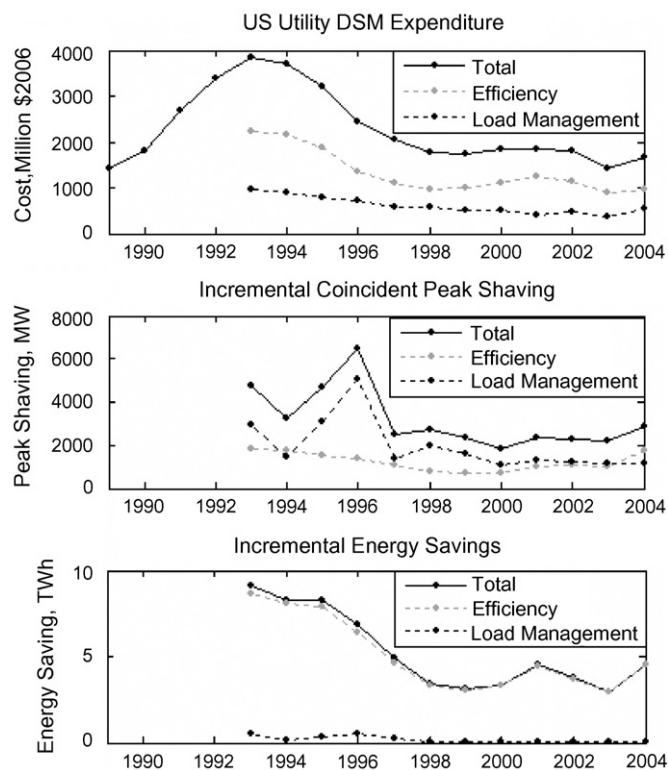 US Utility DSM Expenditure
Cost,Million $2006
4000
3000
2000
1000
0
Total
Efficiency
Load Management
1990 1992 1994 1996 1998 2000 2002 2004
Incremental Coincident Peak Shaving
Peak Shaving, MW
8000
6000
4000
2000
0
Total
Efficiency
Load Management
1990 1992 1994 1996 1998 2000 2002 2004
Incremental Energy Savings
Energy Saving, TWh
10
5
0
Total
Efficiency
Load Management
1990 1992 1994 1996 1998 2000 2002 2004